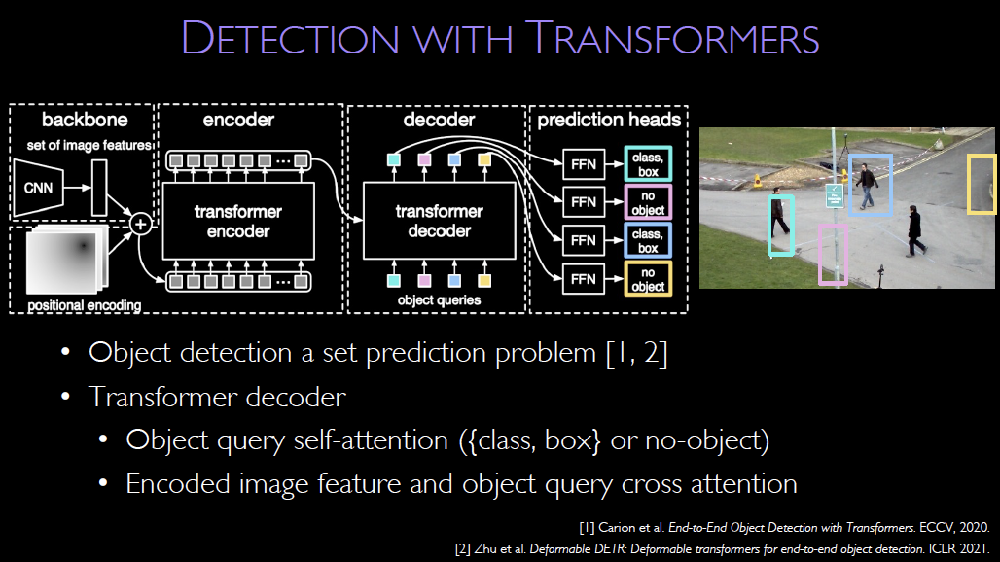 DETECTION WITH TRANSFORMERS
backbone
set of image features
CNN
+
positional encoding
encoder
...
transformer
encoder
...
decoder
transformer
decoder
object queries
prediction heads
FFN
class,
box
FFN
no
object
FFN
class,
box
FFN
no
object
• Object detection a set prediction problem [1, 2]
• Transformer decoder
• Object query self-attention ({class, box} or no-object)
• Encoded image feature and object query cross attention
[1] Carion et al. End-to-End Object Detection with Transformers. ECCV, 2020.
[2] Zhu et al. Deformable DETR: Deformable transformers for end-to-end object detection. ICLR 2021.